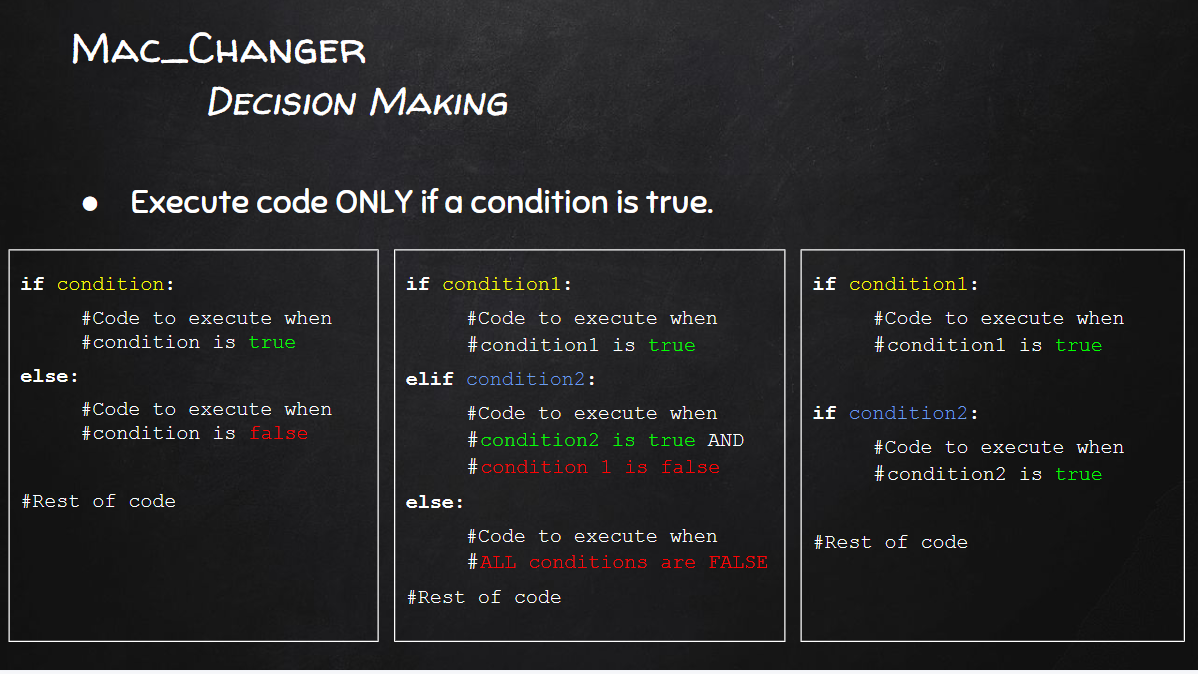 Mac_Changer
Decision Making
● Execute code ONLY if a condition is true.
if condition:
#Code to execute when
#condition is true
else:
#Code to execute when
#condition is false
#Rest of code
if condition1:
#Code to execute when
#condition1 is true
elif condition2:
#Code to execute when
#condition2 is true AND
#condition 1 is false
else:
#Code to execute when
#ALL conditions are FALSE
#Rest of code
if condition1:
#Code to execute when
#condition1 is true
if condition2:
#Code to execute when
#condition2 is true
#Rest of code